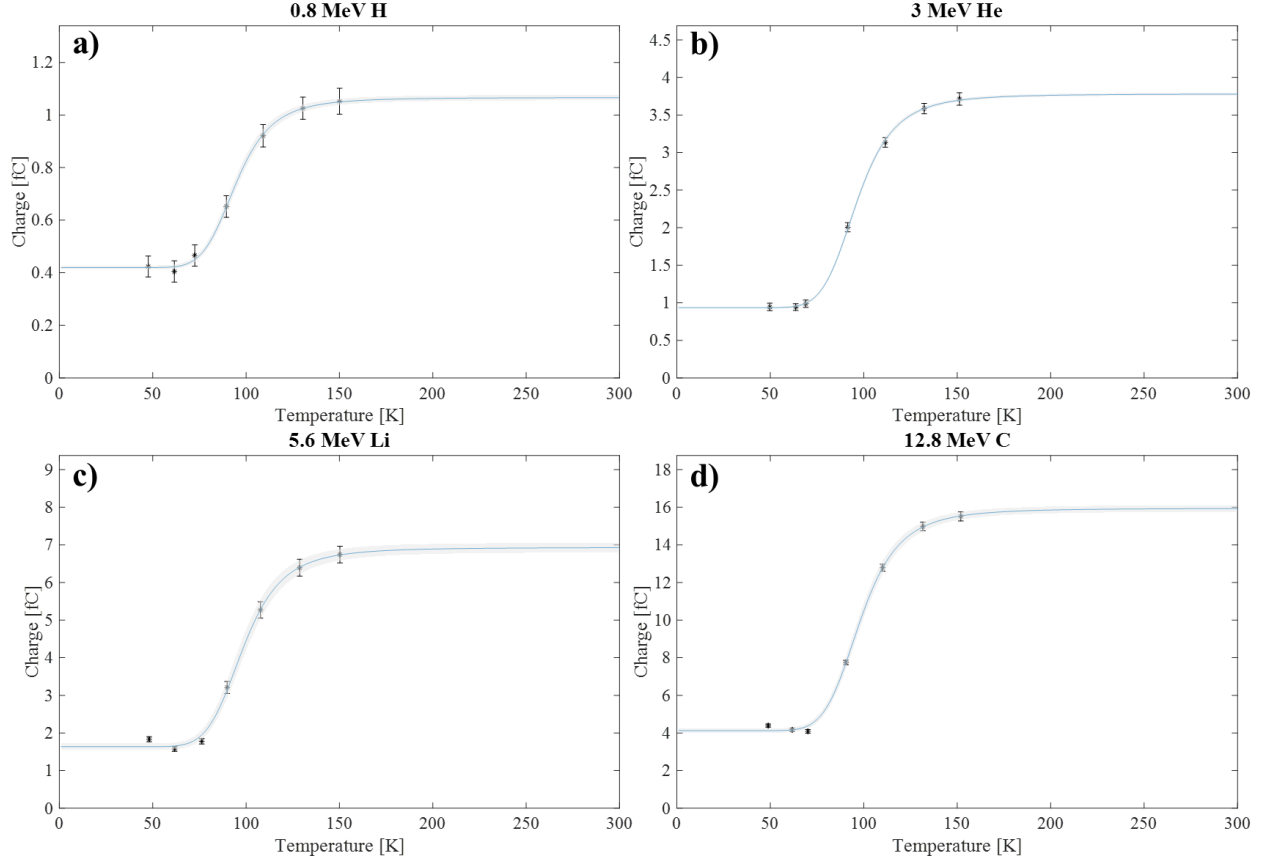 0.8 MeV H
a)
1.2
1
0.8
0.6
0.4
0.2
0
Charge [fC]
0 50 100 150 200 250 300
Temperature [K]
3 MeV He
b)
4.5
4
3.5
3
2.5
2
1.5
1
0.5
0
Charge [fC]
0 50 100 150 200 250 300
Temperature [K]
5.6 MeV Li
c)
9
8
7
6
5
4
3
2
1
0
Charge [fC]
0 50 100 150 200 250 300
Temperature [K]
12.8 MeV C
d)
18
16
14
12
10
8
6
4
2
0
Charge [fC]
0 50 100 150 200 250 300
Temperature [K]